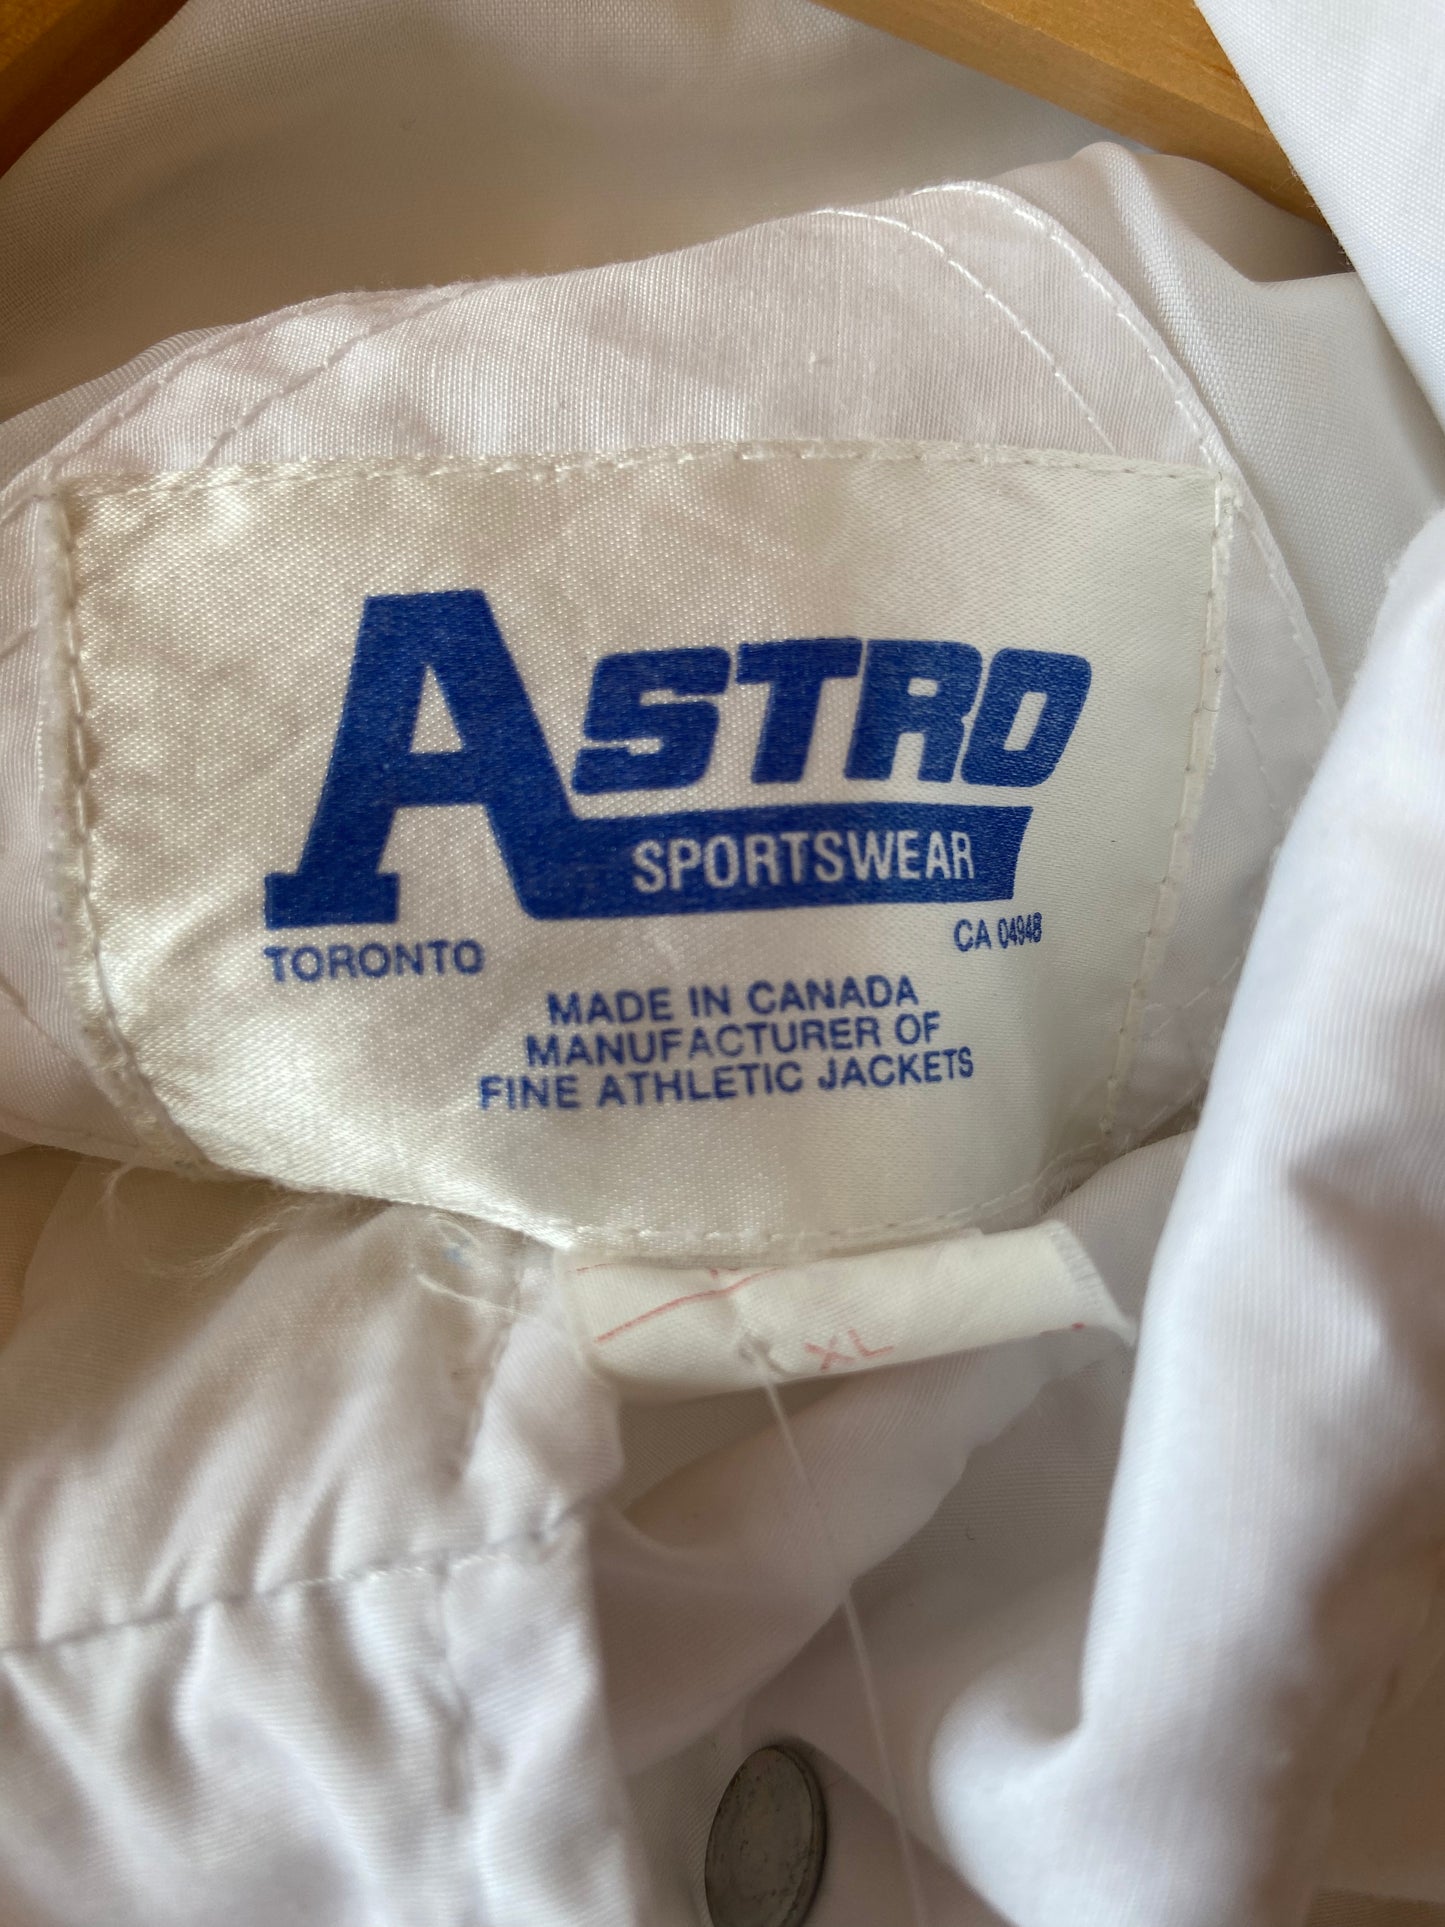 ASTRO
SPORTSWEAR
TORONTO CA 04948
MADE IN CANADA
MANUFACTURER OF
FINE ATHLETIC JACKETS
XL